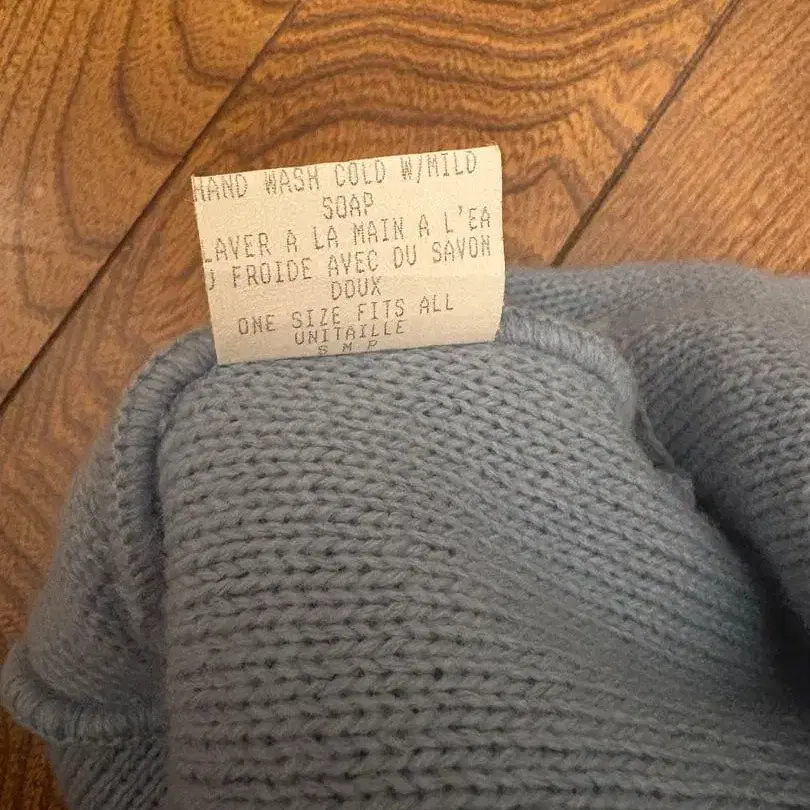 HAND WASH COLD W/MILD
SOAP
LAVER A LA MAIN A L'EA
U FROIDE AVEC DU SAVON
DOUX
ONE SIZE FITS ALL
UNITAILLE
S M P